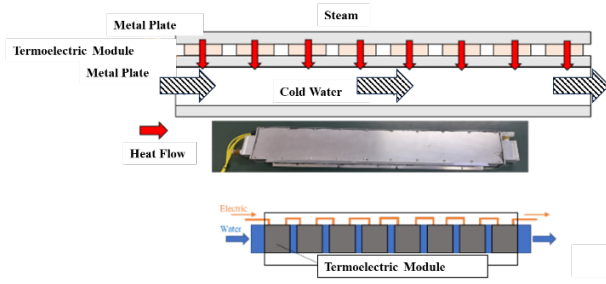 Steam
Metal Plate
Termoelectric Module
Metal Plate
Cold Water
Heat Flow
Electric
Water
Termoelectric Module